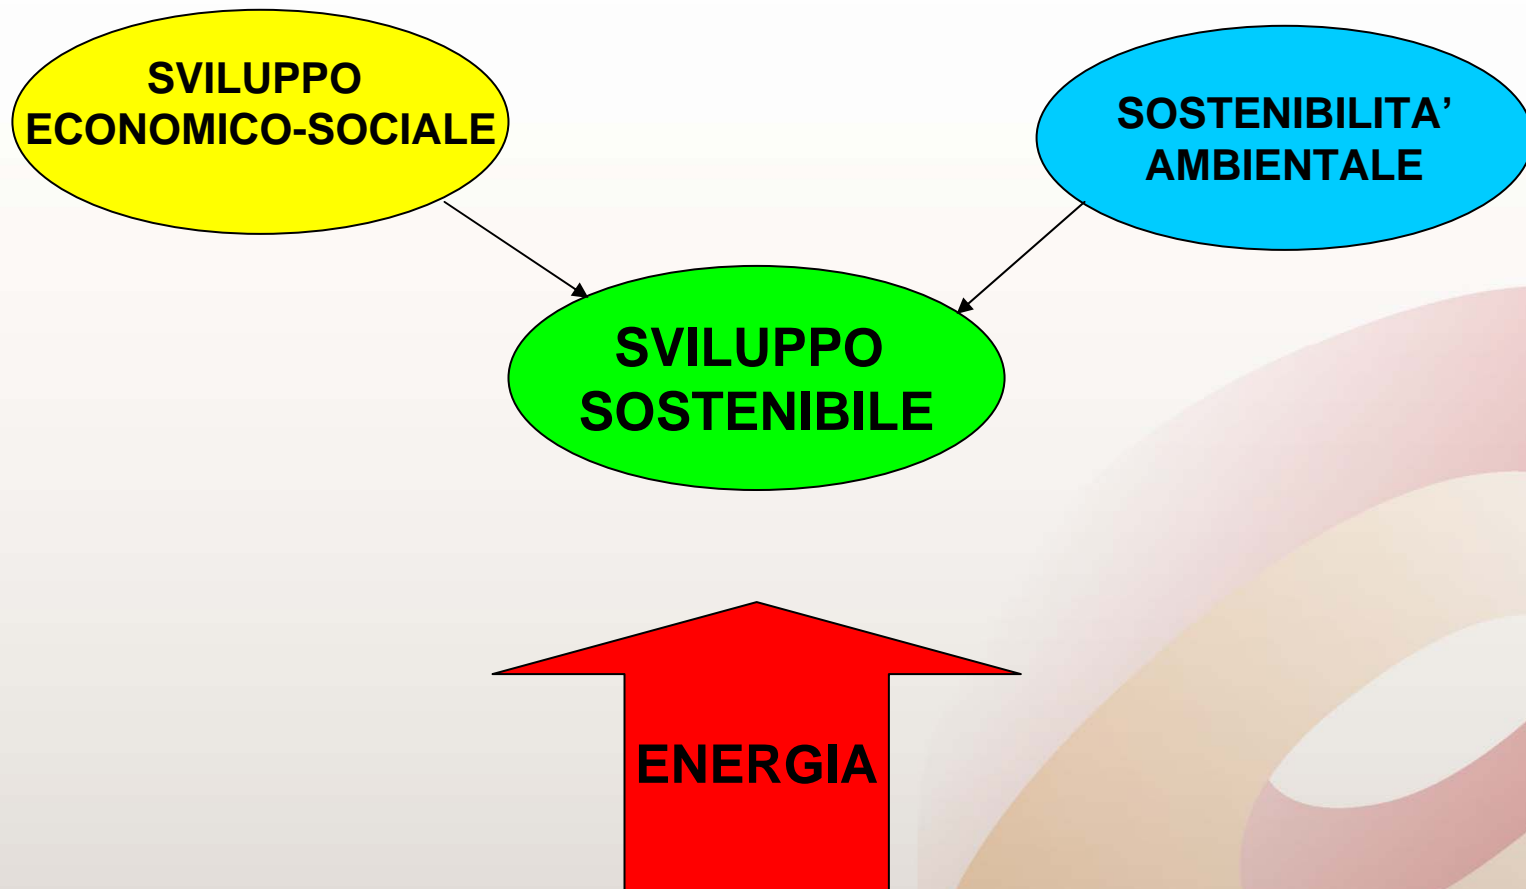 SVILUPPO
ECONOMICO-SOCIALE
SOSTENIBILITA’
AMBIENTALE
SVILUPPO
SOSTENIBILE
ENERGIA